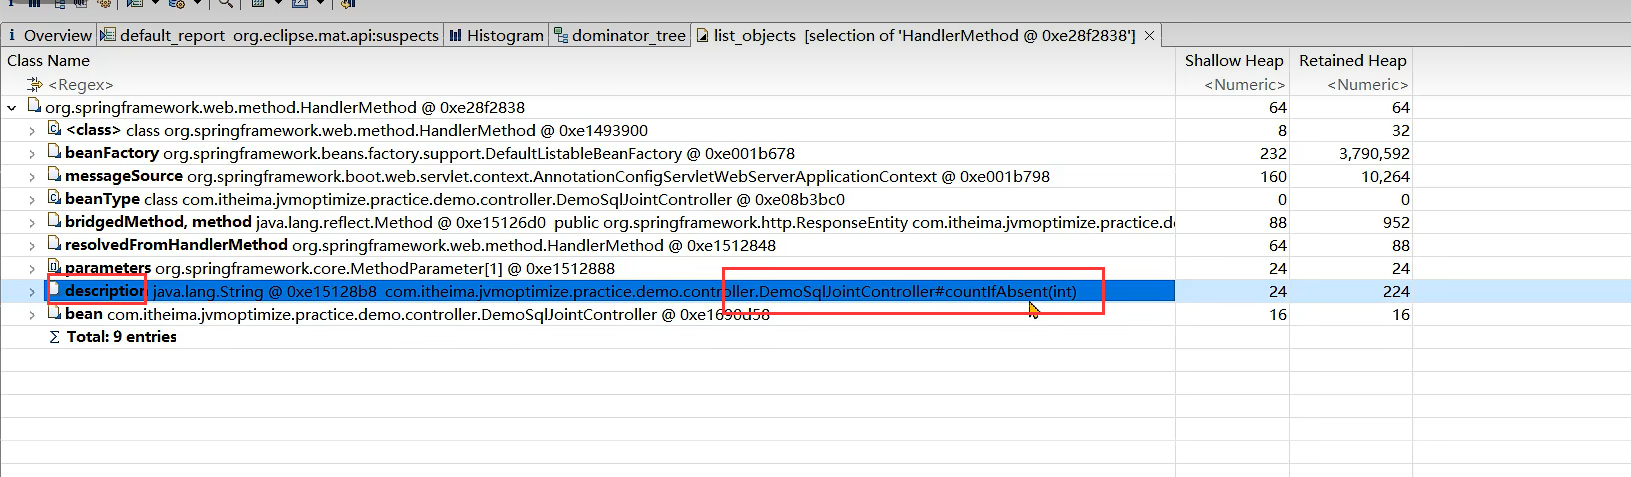 i Overview default_report org.eclipse.mat.api:suspects Histogram dominator_tree list_objects [selection of 'HandlerMethod @ 0xe28f2838']
Class Name Shallow Heap Retained Heap
<Regex> <Numeric> <Numeric>
org.springframework.web.method.HandlerMethod @ 0xe28f2838 64 64
<class> class org.springframework.web.method.HandlerMethod @ 0xe1493900 8 32
beanFactory org.springframework.beans.factory.support.DefaultListableBeanFactory @ 0xe001b678 232 3,790,592
messageSource org.springframework.boot.web.servlet.context.AnnotationConfigServletWebServerApplicationContext @ 0xe001b798 160 10,264
beanType class com.itheima.jvmoptimize.practice.demo.controller.DemoSqlJointController @ 0xe08b3bc0 0 0
bridgedMethod, method java.lang.reflect.Method @ 0xe15126d0 public org.springframework.http.ResponseEntity com.itheima.jvmoptimize.practice.de 88 952
resolvedFromHandlerMethod org.springframework.web.method.HandlerMethod @ 0xe1512848 64 88
parameters org.springframework.core.MethodParameter[1] @ 0xe1512888 24 24
description java.lang.String @ 0xe15128b8 com.itheima.jvmoptimize.practice.demo.controller.DemoSqlJointController#countIfAbsent(int) 24 224
bean com.itheima.jvmoptimize.practice.demo.controller.DemoSqlJointController @ 0xe1690d58 16 16
Σ Total: 9 entries